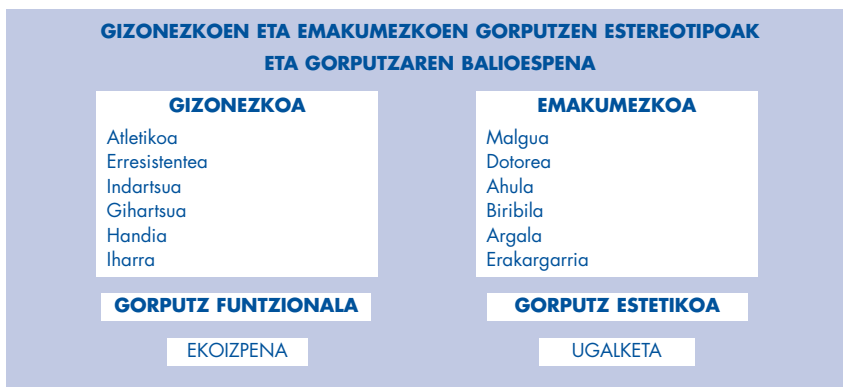 GIZONEZKOEN ETA EMAKUMEZKOEN GORPUTZEN ESTEREOTIPOAK
ETA GORPUTZAREN BALIOESPENA
GIZONEZKOA
Atletikoa
Erresistentea
Indartsua
Gihartsua
Handia
Iharra
GORPUTZ FUNTZIONALA
EKOIZPENA
EMAKUMEZKOA
Malgua
Dotorea
Ahula
Biribila
Argala
Erakargarria
GORPUTZ ESTETIKOA
UGALKETA